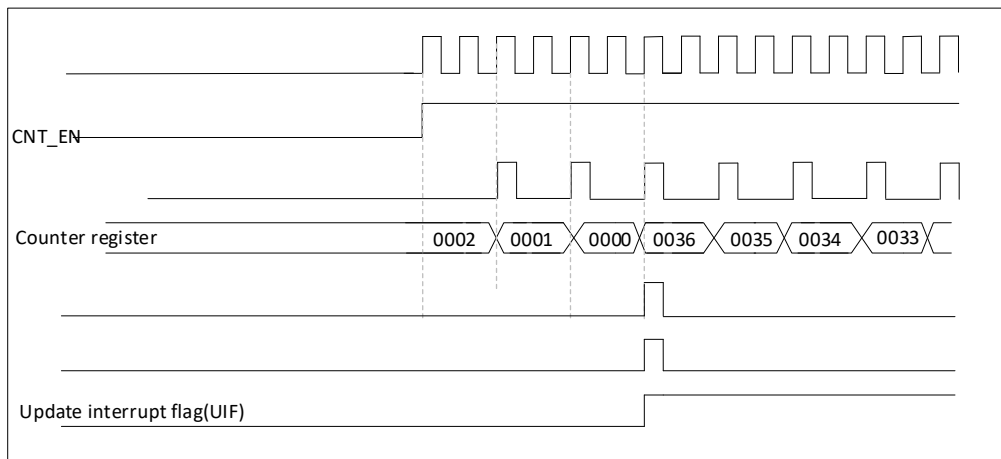 CNT_EN
Counter register
0002 0001 0000 0036 0035 0034 0033
Update interrupt flag(UIF)